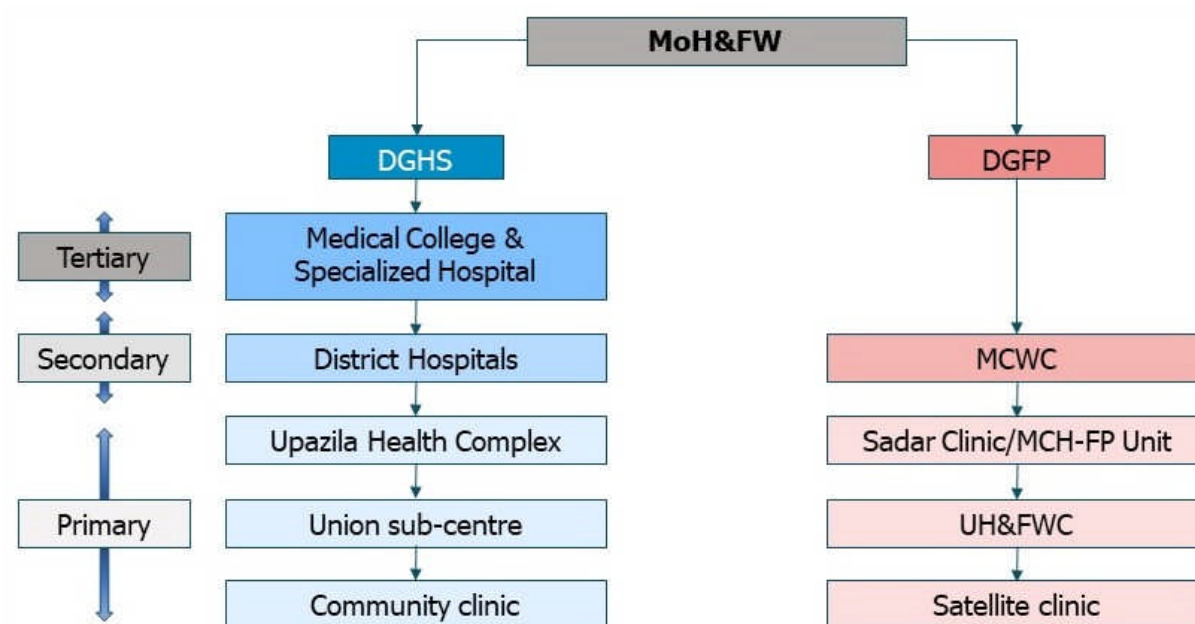 MoH&FW
DGHS
DGFP
Tertiary
Medical College &
Specialized Hospital
Secondary
District Hospitals
MCWC
Upazila Health Complex
Sadar Clinic/MCH-FP Unit
Primary
Union sub-centre
UH&FWC
Community clinic
Satellite clinic